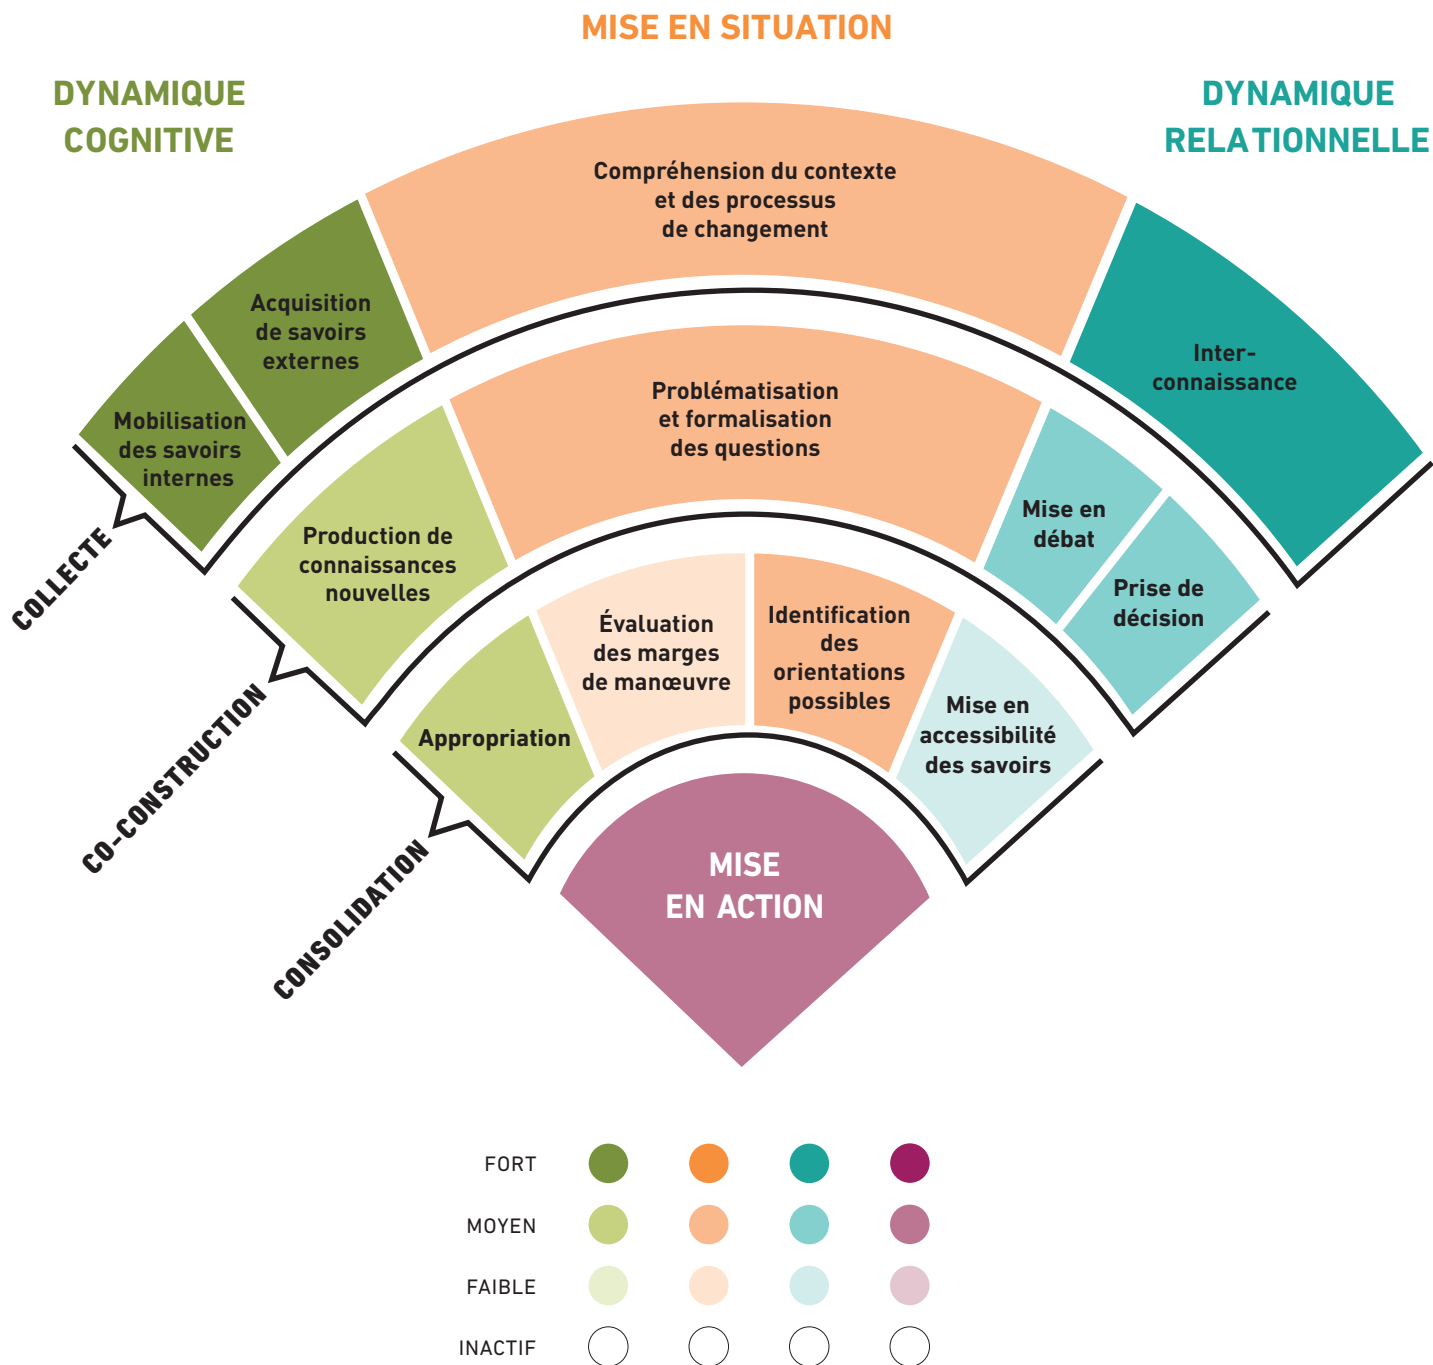 MISE EN SITUATION
DYNAMIQUE
COGNITIVE
DYNAMIQUE
RELATIONNELLE
Compréhension du contexte
et des processus
de changement
Acquisition
de savoirs
externes
Mobilisation
des savoirs
internes
Inter-
connaissance
COLLECTE
Problématisation
et formalisation
des questions
Production de
connaissances
nouvelles
Mise en
débat
Prise de
décision
CO-CONSTRUCTION
Évaluation
des marges
de manœuvre
Identification
des
orientations
possibles
Appropriation
Mise en
accessibilité
des savoirs
CONSOLIDATION
MISE
EN ACTION
FORT
MOYEN
FAIBLE
INACTIF